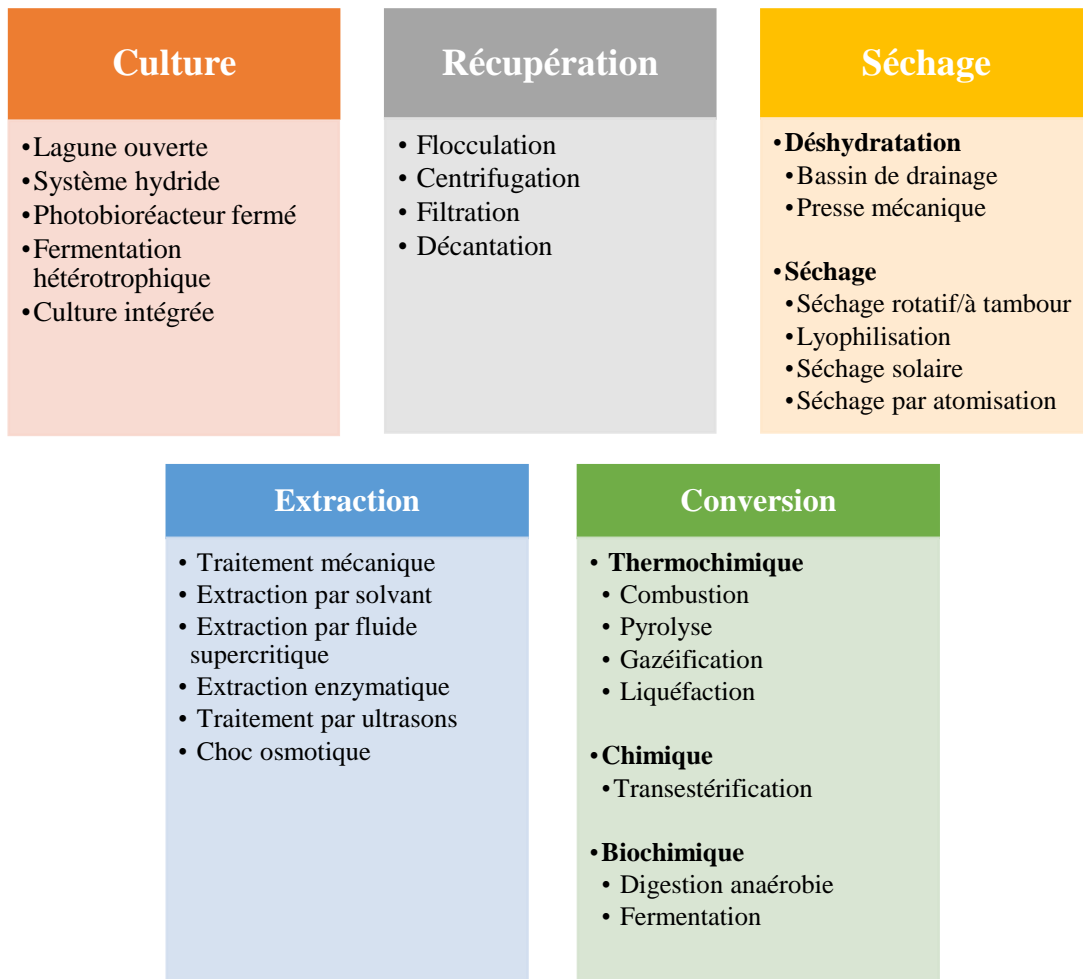 Culture
•Lagune ouverte
•Système hydride
•Photobioréacteur fermé
•Fermentation
hétérotrophique
•Culture intégrée
Récupération
• Flocculation
• Centrifugation
• Filtration
• Décantation
Séchage
•Déshydratation
•Bassin de drainage
•Presse mécanique
•Séchage
•Séchage rotatif/à tambour
•Lyophilisation
•Séchage solaire
•Séchage par atomisation
Extraction
• Traitement mécanique
• Extraction par solvant
• Extraction par fluide
supercritique
• Extraction enzymatique
• Traitement par ultrasons
• Choc osmotique
Conversion
• Thermochimique
• Combustion
• Pyrolyse
• Gazéification
• Liquéfaction
•Chimique
•Transestérification
•Biochimique
• Digestion anaérobie
• Fermentation